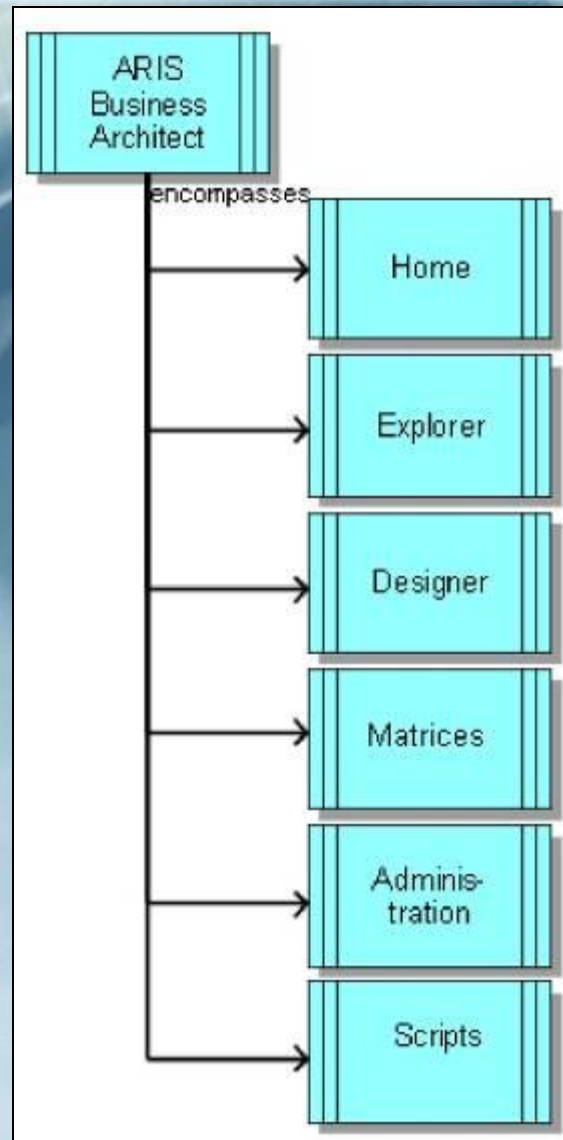 ARIS
Business
Architect
encompasses
Home
Explorer
Designer
Matrices
Adminis-
tration
Scripts